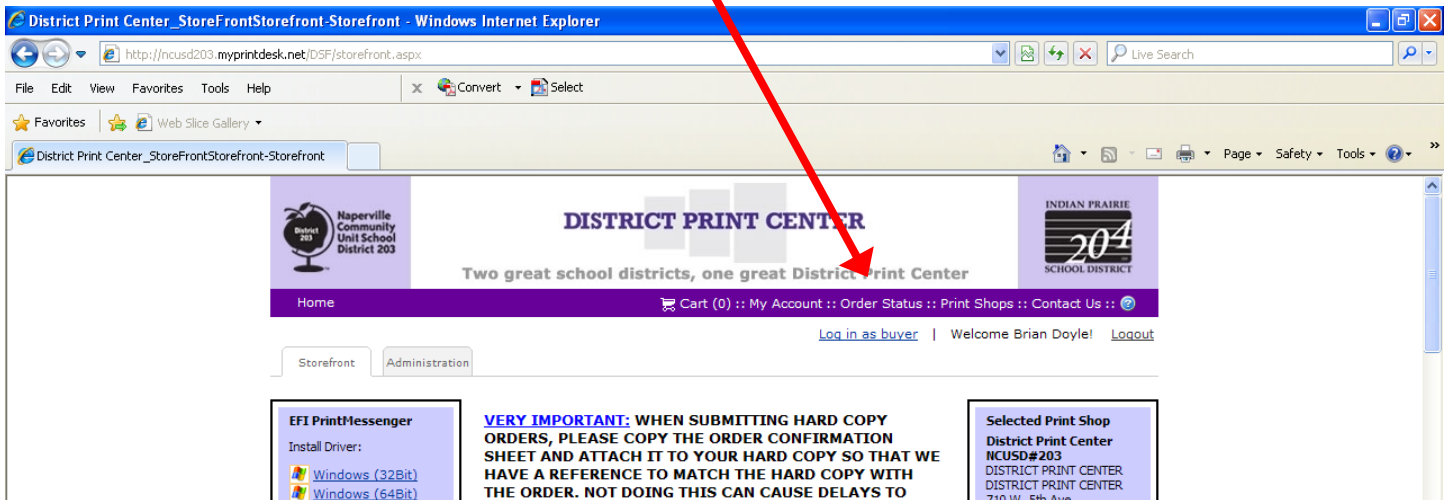 District Print Center_StoreFrontStorefront-Storefront - Windows Internet Explorer
http://ncusd203.myprintdesk.net/DSF/storefront.aspx
Live Search
File Edit View Favorites Tools Help
x Convert Select
Favorites Web Slice Gallery
District Print Center_StoreFrontStorefront-Storefront
Page Safety Tools »
District 203
Naperville
Community
Unit School
District 203
DISTRICT PRINT CENTER
Two great school districts, one great District Print Center
INDIAN PRAIRIE
204
SCHOOL DISTRICT
Home
Cart (0) :: My Account :: Order Status :: Print Shops :: Contact Us :: ?
Log in as buyer | Welcome Brian Doyle! Logout
Storefront Administration
EFI PrintMessenger
Install Driver:
Windows (32Bit)
Windows (64Bit)
VERY IMPORTANT: WHEN SUBMITTING HARD COPY
ORDERS, PLEASE COPY THE ORDER CONFIRMATION
SHEET AND ATTACH IT TO YOUR HARD COPY SO THAT WE
HAVE A REFERENCE TO MATCH THE HARD COPY WITH
THE ORDER. NOT DOING THIS CAN CAUSE DELAYS TO
Selected Print Shop
District Print Center
NCUSD#203
DISTRICT PRINT CENTER
DISTRICT PRINT CENTER
710 W. 5th Ave